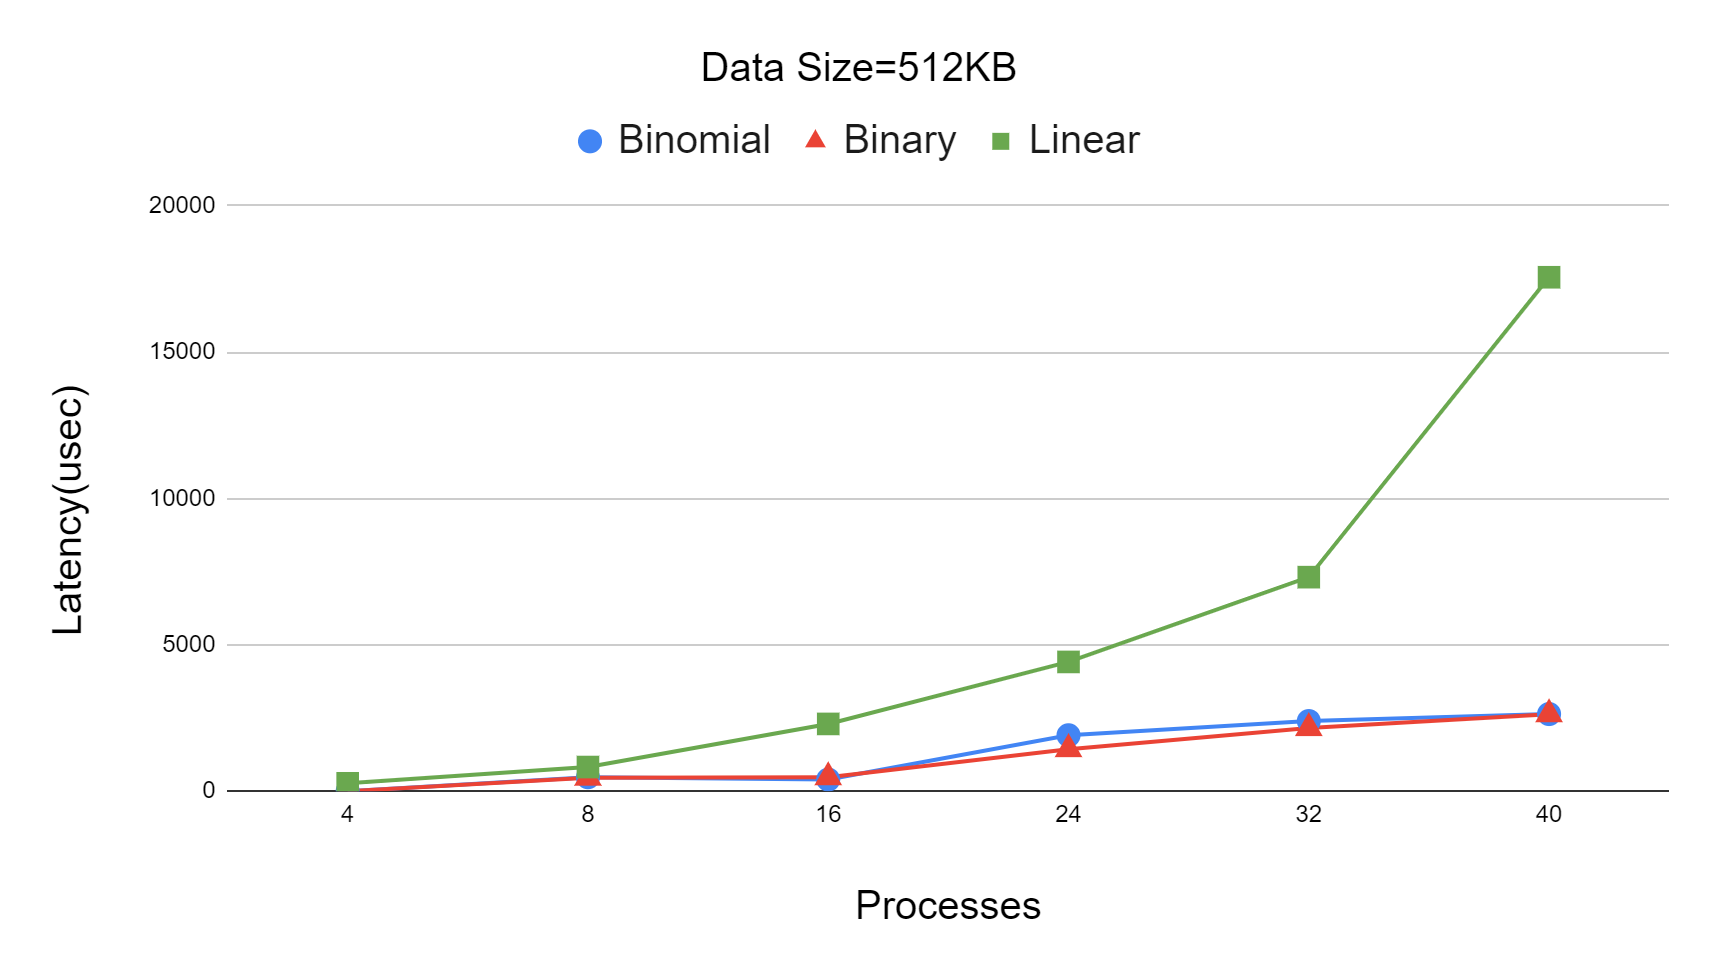 Data Size=512KB
Binomial Binary Linear
20000
15000
10000
5000
0
Latency(usec)
4 8 16 24 32 40
Processes